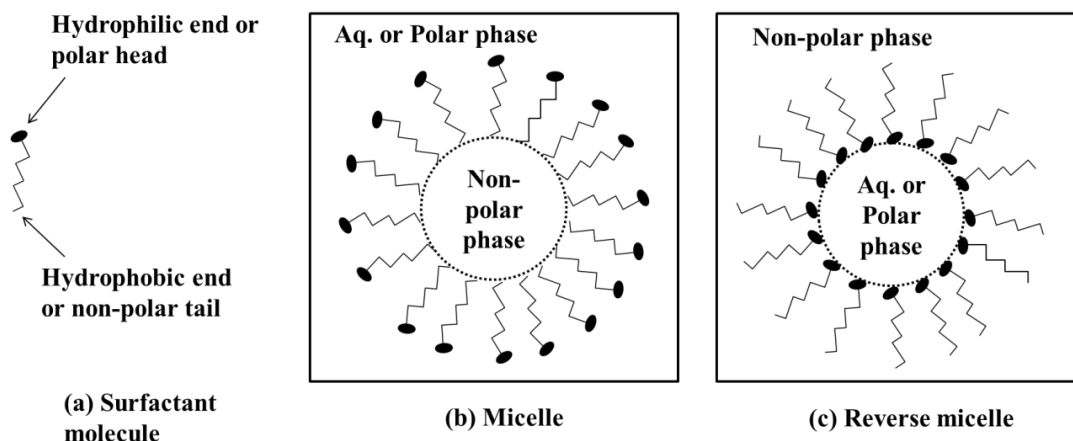 Hydrophilic end or
polar head
Hydrophobic end
or non-polar tail
(a) Surfactant
molecule
Aq. or Polar phase
Non-
polar
phase
(b) Micelle
Non-polar phase
Aq. or
Polar
phase
(c) Reverse micelle